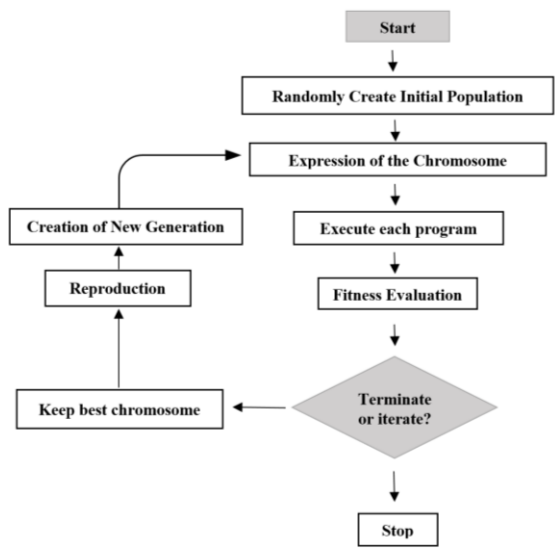 Start
Randomly Create Initial Population
Expression of the Chromosome
Creation of New Generation
Execute each program
Reproduction
Fitness Evaluation
Keep best chromosome
Terminate
or iterate?
Stop